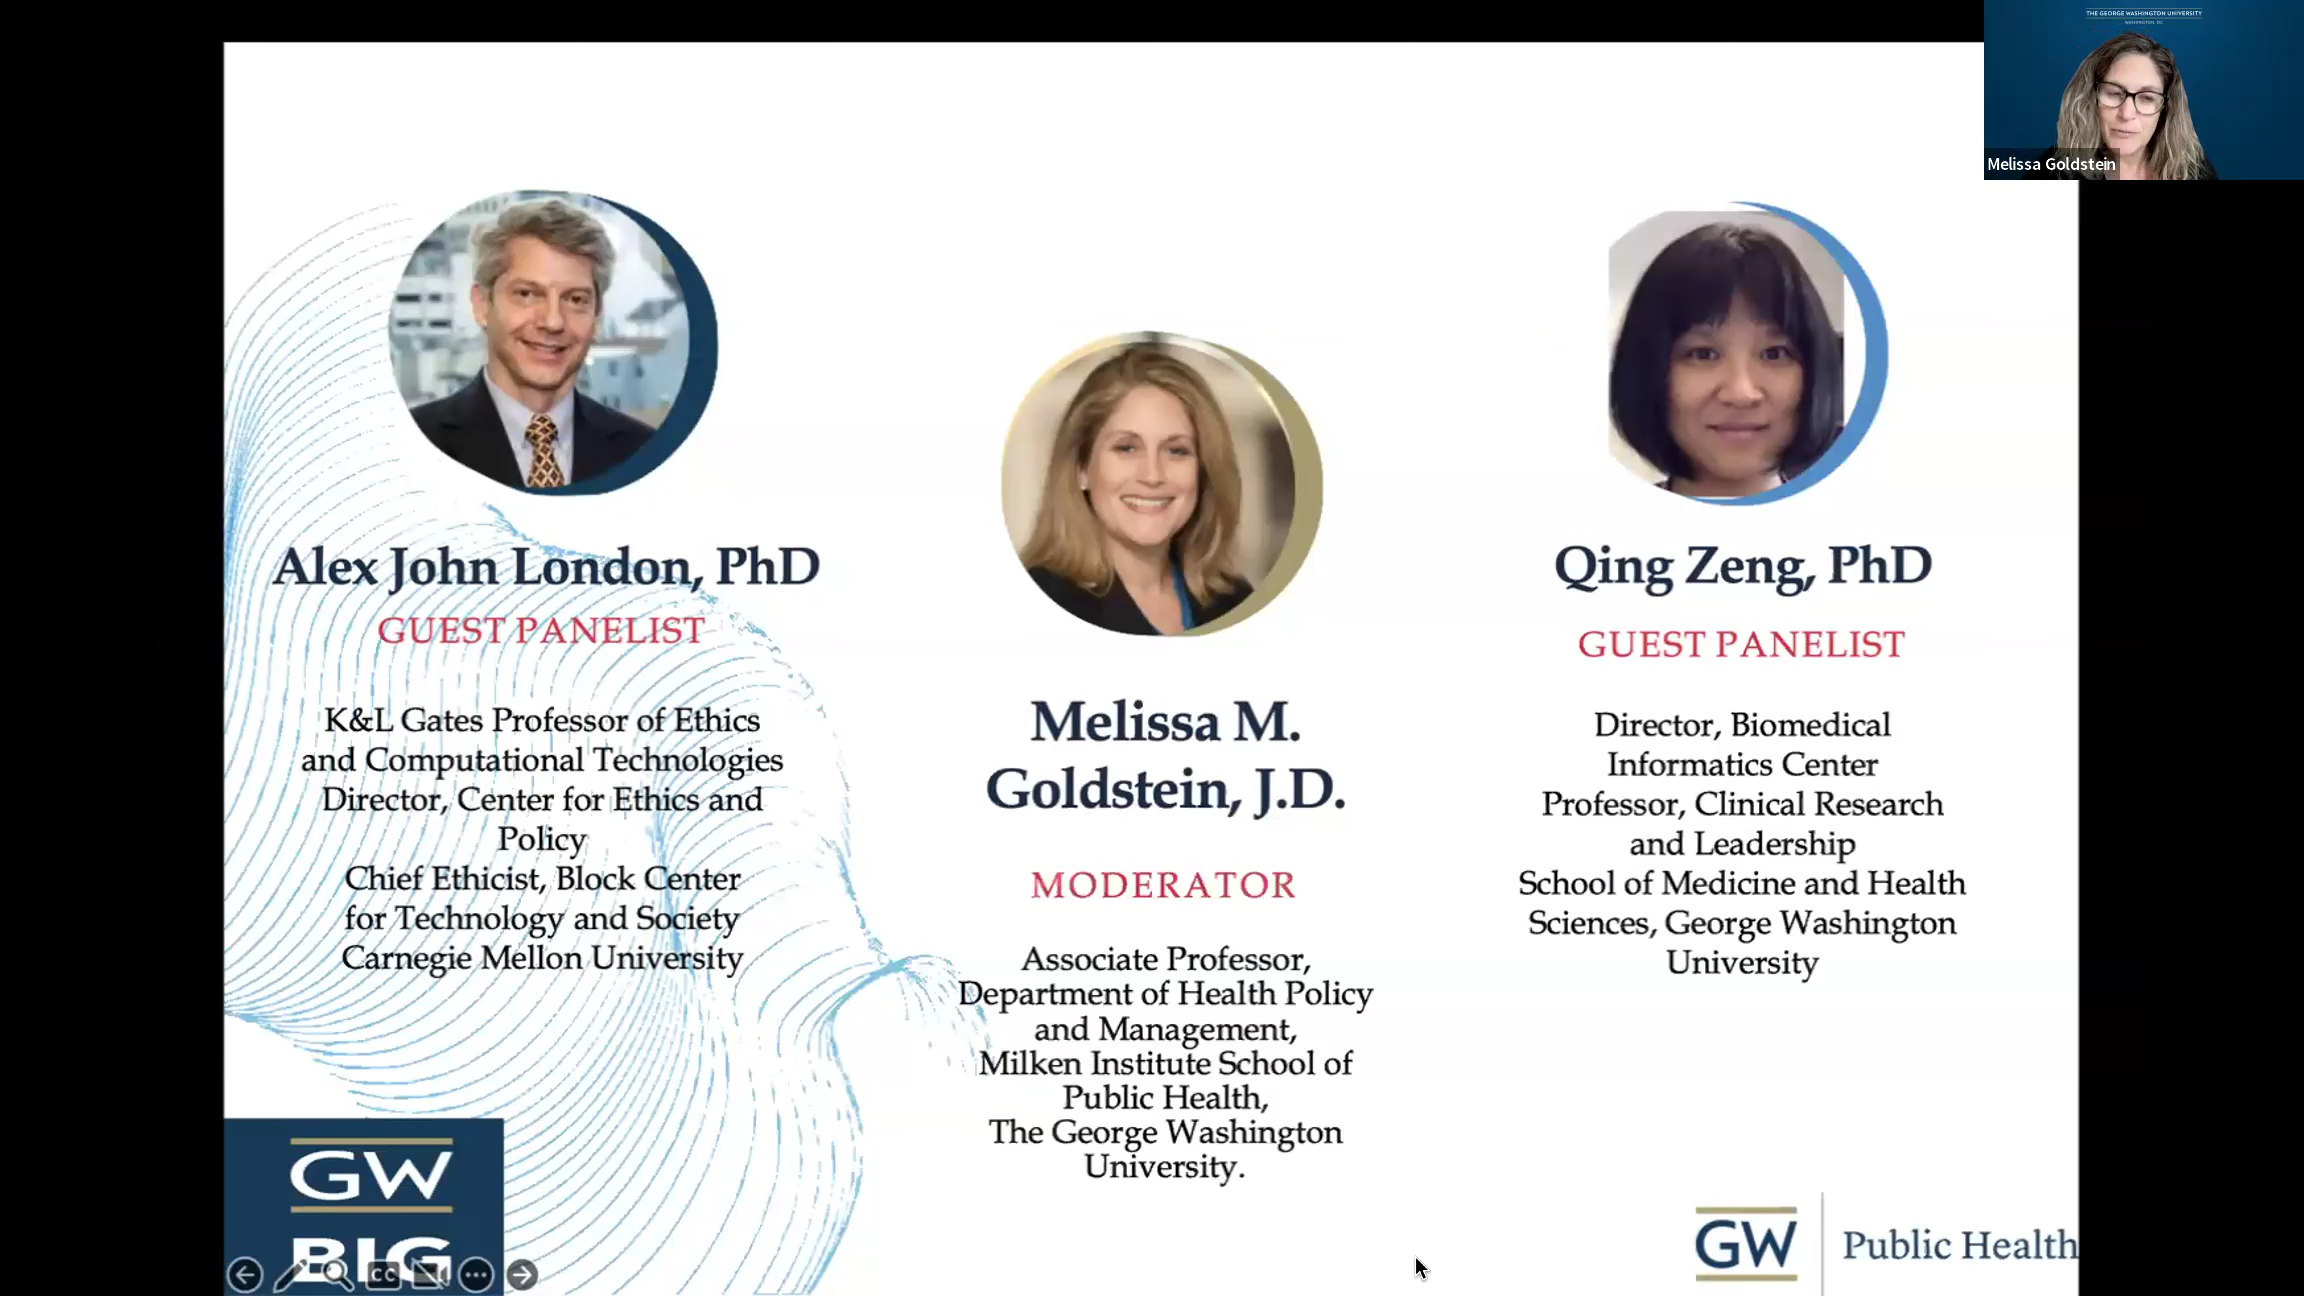 THE GEORGE WASHINGTON UNIVERSITY
WASHINGTON, DC
Melissa Goldstein
Alex John London, PhD
GUEST PANELIST
K&L Gates Professor of Ethics
and Computational Technologies
Director, Center for Ethics and
Policy
Chief Ethicist, Block Center
for Technology and Society
Carnegie Mellon University
Melissa M.
Goldstein, J.D.
MODERATOR
Associate Professor,
Department of Health Policy
and Management,
Milken Institute School of
Public Health,
The George Washington
University.
Qing Zeng, PhD
GUEST PANELIST
Director, Biomedical
Informatics Center
Professor, Clinical Research
and Leadership
School of Medicine and Health
Sciences, George Washington
University
GW
BIG
CC
GW
Public Health